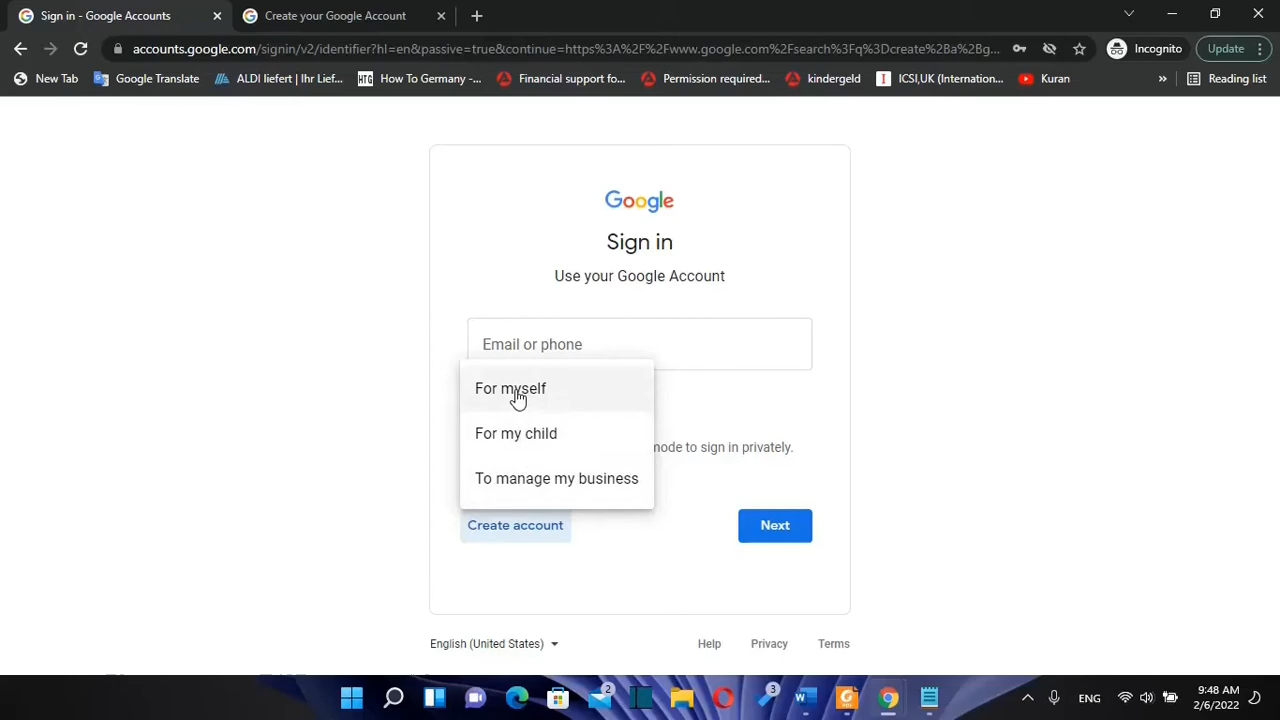 Sign in - Google Accounts
Create your Google Account
accounts.google.com/signin/v2/identifier?hl=en&passive=true&continue=https%3A%2F%2Fwww.google.com%2Fsearch%3Fq%3Dcreate%2Ba%2Bg...
Incognito
Update
New Tab
Google Translate
ALDI liefert | Ihr Lief...
HTG
How To Germany -...
Financial support fo...
Permission required...
kindergeld
I
ICSI,UK (Internation...
Kuran
»
Reading list
Google
Sign in
Use your Google Account
Email or phone
For myself
For my child
mode to sign in privately.
To manage my business
Create account
Next
English (United States)
Help
Privacy
Terms
2
3
ENG
9:48 AM
2/6/2022